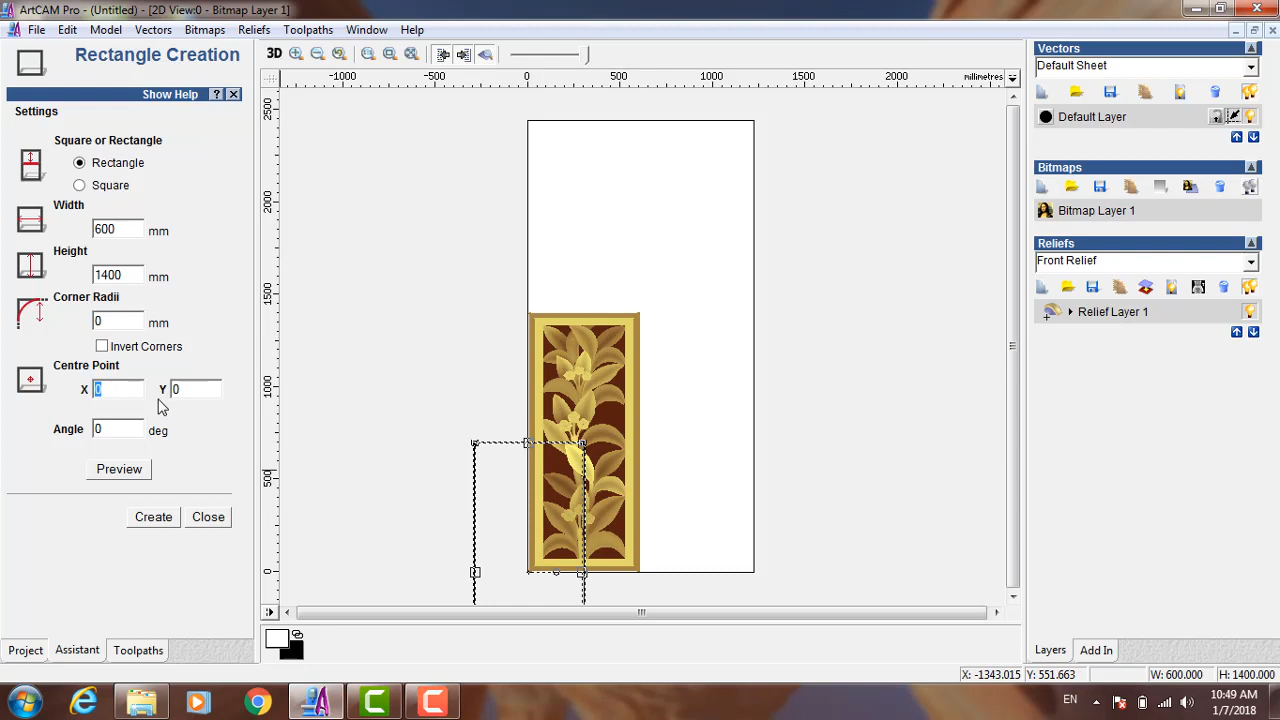 ArtCAM Pro - (Untitled) - [2D View:0 - Bitmap Layer 1]
File Edit Model Vectors Bitmaps Reliefs Toolpaths Window Help
Rectangle Creation
Show Help ?
Settings
Square or Rectangle
Rectangle
Square
Width
600 mm
Height
1400 mm
Corner Radii
0 mm
Invert Corners
Centre Point
X 0 Y 0
Angle 0 deg
Preview
Create Close
Project Assistant Toolpaths
3D
-1000 -500 0 500 1000 1500 2000 millimetres
2500
2000
1500
1000
500
0
Vectors
Default Sheet
Default Layer
Bitmaps
Bitmap Layer 1
Reliefs
Front Relief
Relief Layer 1
Layers Add In
X: -1343.015 Y: 551.663 W: 600.000 H: 1400.000
EN
10:49 AM
1/7/2018